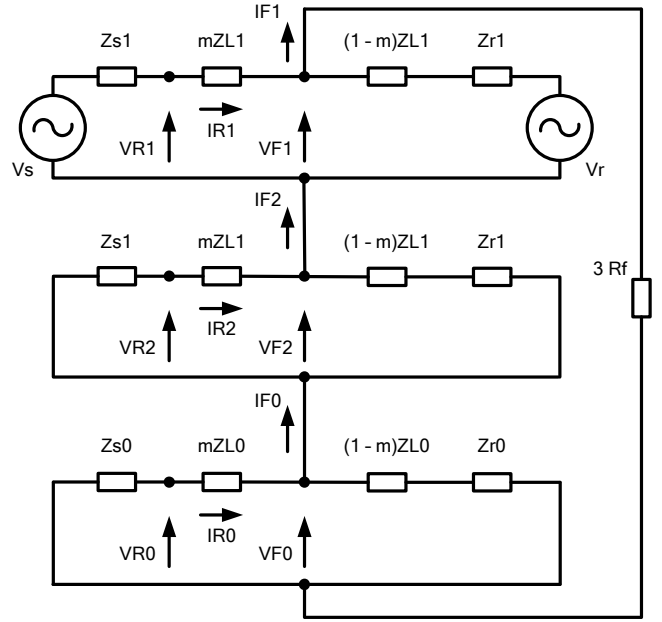 IF1
Zs1 mZL1 (1 - m)ZL1 Zr1
IR1
VR1 VF1
Vs Vr
IF2
Zs1 mZL1 (1 - m)ZL1 Zr1
3 Rf
IR2
VR2 VF2
IF0
Zs0 mZL0 (1 - m)ZL0 Zr0
IR0
VR0 VF0